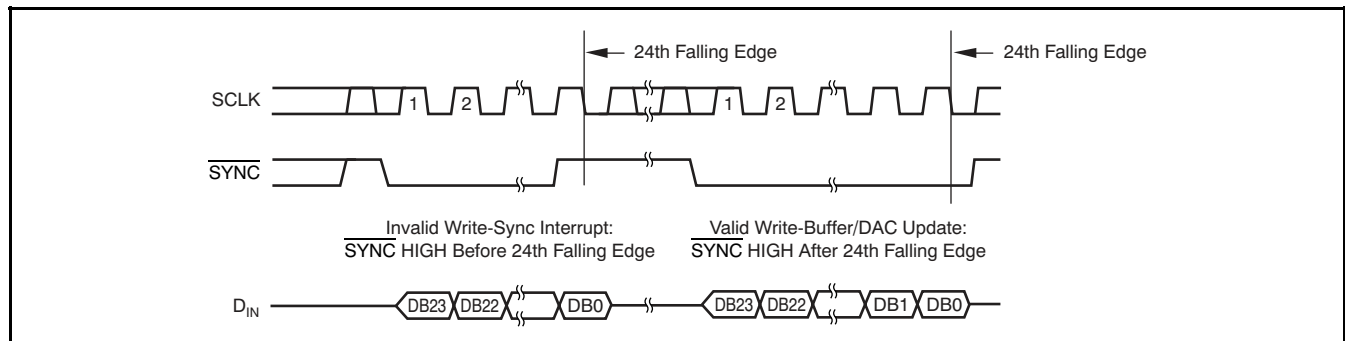 24th Falling Edge
24th Falling Edge
SCLK
1
2
1
2
SYNC
Invalid Write-Sync Interrupt:
SYNC HIGH Before 24th Falling Edge
Valid Write-Buffer/DAC Update:
SYNC HIGH After 24th Falling Edge
DIN
DB23
DB22
DB0
DB23
DB22
DB1
DB0